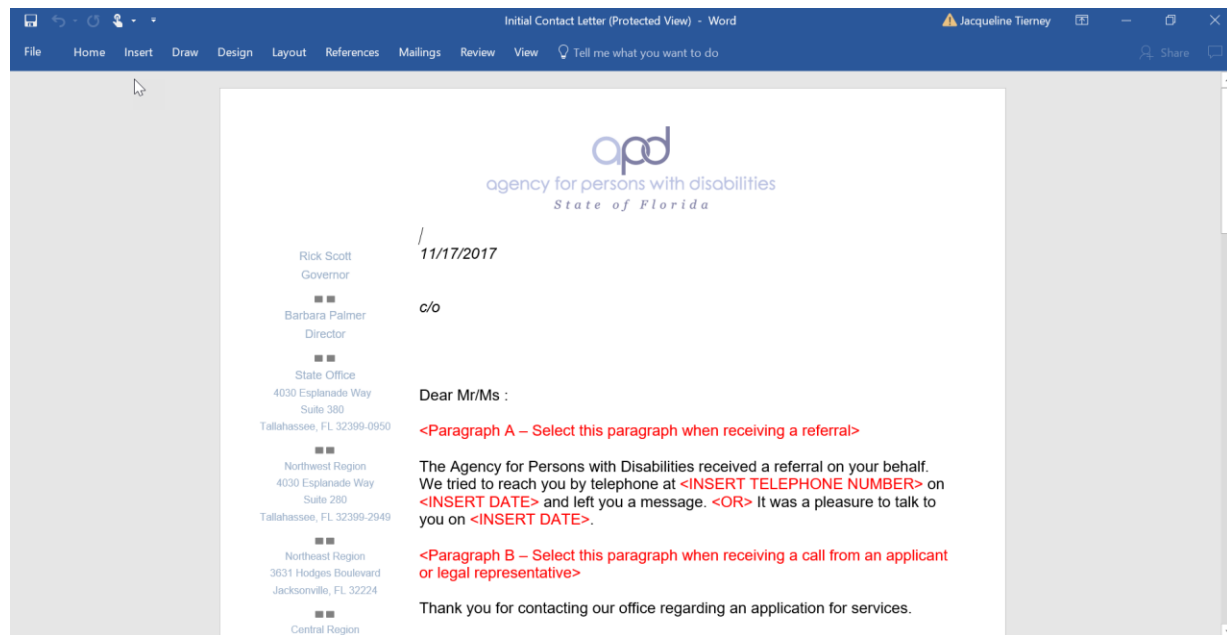 Initial Contact Letter (Protected View) - Word
Jacqueline Tierney
File Home Insert Draw Design Layout References Mailings Review View Tell me what you want to do
Share
apd
agency for persons with disabilities
State of Florida
Rick Scott
Governor
Barbara Palmer
Director
State Office
4030 Esplanade Way
Suite 380
Tallahassee, FL 32399-0950
Northwest Region
4030 Esplanade Way
Suite 280
Tallahassee, FL 32399-2949
Northeast Region
3631 Hodges Boulevard
Jacksonville, FL 32224
Central Region
11/17/2017
c/o
Dear Mr/Ms :
<Paragraph A – Select this paragraph when receiving a referral>
The Agency for Persons with Disabilities received a referral on your behalf.
We tried to reach you by telephone at <INSERT TELEPHONE NUMBER> on
<INSERT DATE> and left you a message. <OR> It was a pleasure to talk to
you on <INSERT DATE>.
<Paragraph B – Select this paragraph when receiving a call from an applicant
or legal representative>
Thank you for contacting our office regarding an application for services.